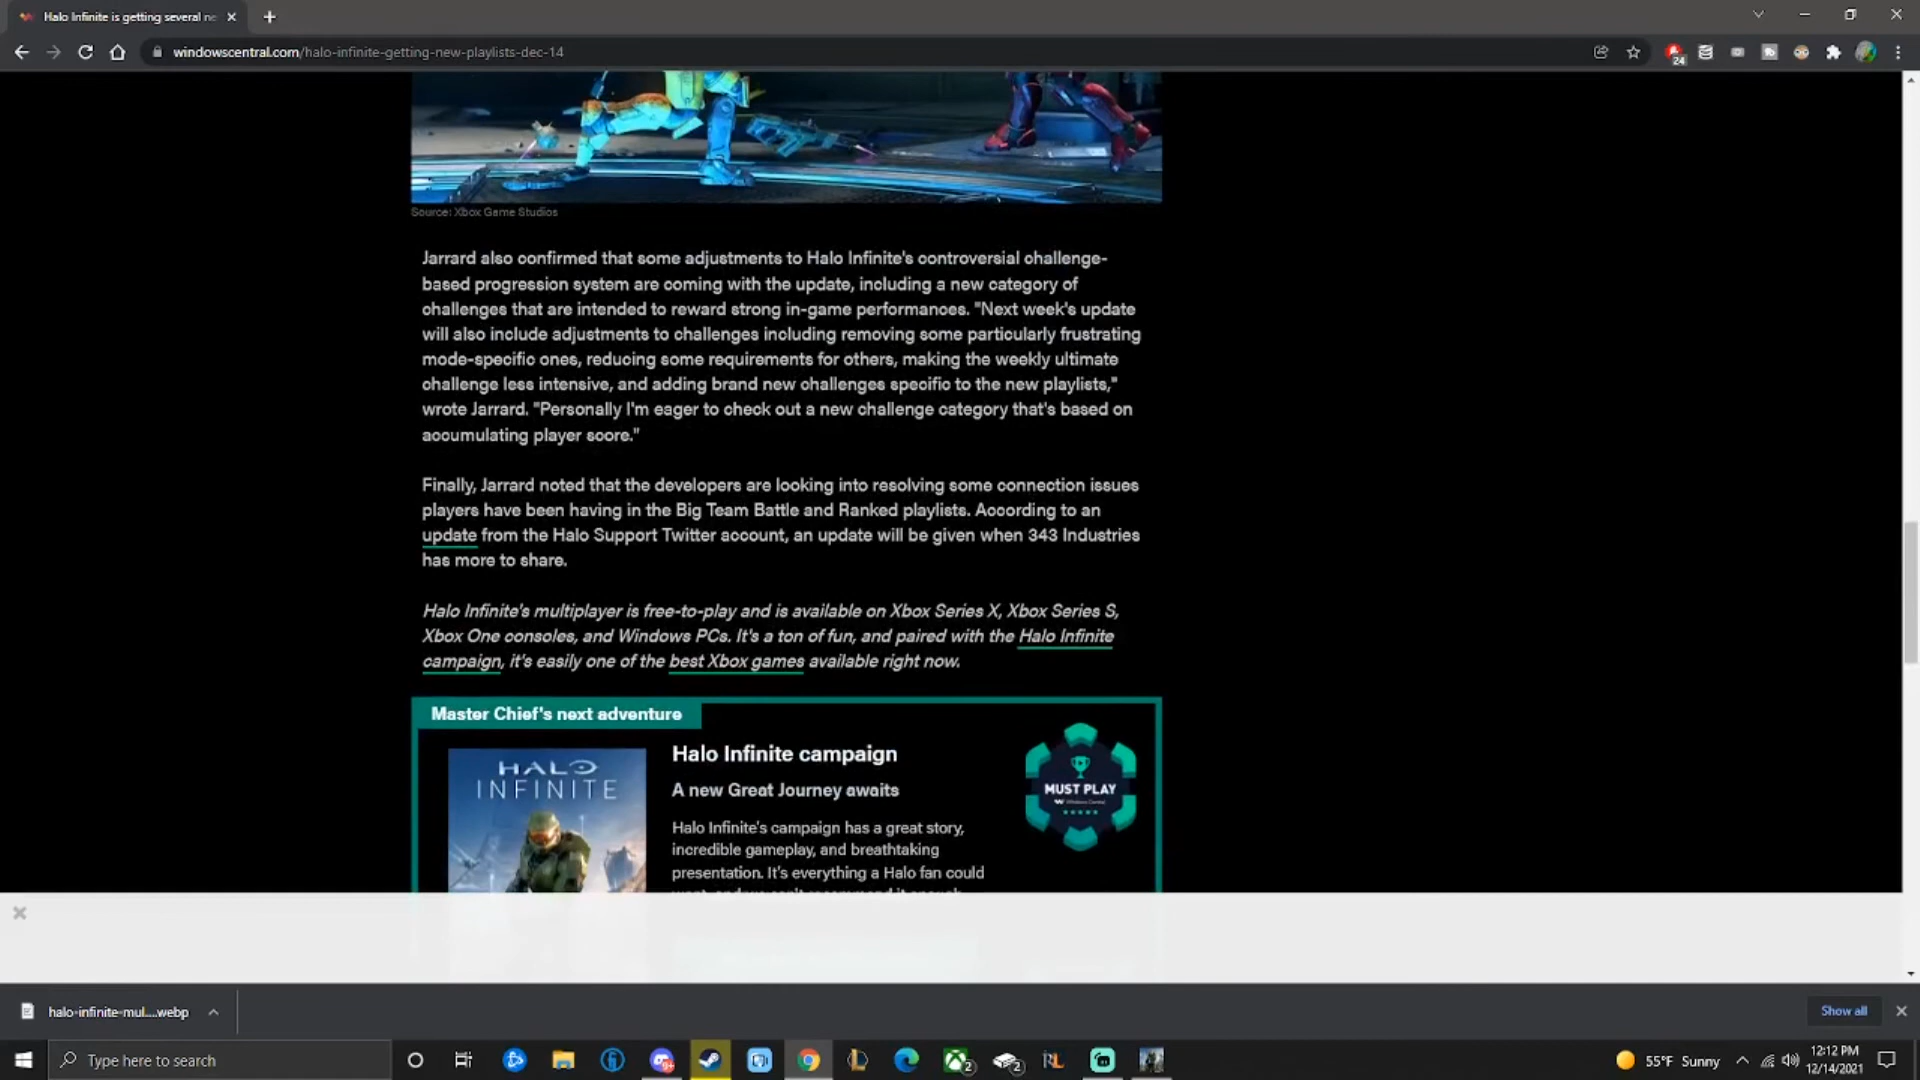 Halo Infinite is getting several ne
windowscentral.com/halo-infinite-getting-new-playlists-dec-14
24
Source: Xbox Game Studios
Jarrard also confirmed that some adjustments to Halo Infinite's controversial challenge-
based progression system are coming with the update, including a new category of
challenges that are intended to reward strong in-game performances. "Next week's update
will also include adjustments to challenges including removing some particularly frustrating
mode-specific ones, reducing some requirements for others, making the weekly ultimate
challenge less intensive, and adding brand new challenges specific to the new playlists,"
wrote Jarrard. "Personally I'm eager to check out a new challenge category that's based on
accumulating player score."
Finally, Jarrard noted that the developers are looking into resolving some connection issues
players have been having in the Big Team Battle and Ranked playlists. According to an
update from the Halo Support Twitter account, an update will be given when 343 Industries
has more to share.
Halo Infinite's multiplayer is free-to-play and is available on Xbox Series X, Xbox Series S,
Xbox One consoles, and Windows PCs. It's a ton of fun, and paired with the Halo Infinite
campaign, it's easily one of the best Xbox games available right now.
Master Chief's next adventure
HALO
INFINITE
Halo Infinite campaign
A new Great Journey awaits
Halo Infinite's campaign has a great story,
incredible gameplay, and breathtaking
presentation. It's everything a Halo fan could
MUST PLAY
Windows Central
halo-infinite-mul....webp
Show all
Type here to search
9+
2
2
RL
55°F Sunny
12:12 PM
12/14/2021